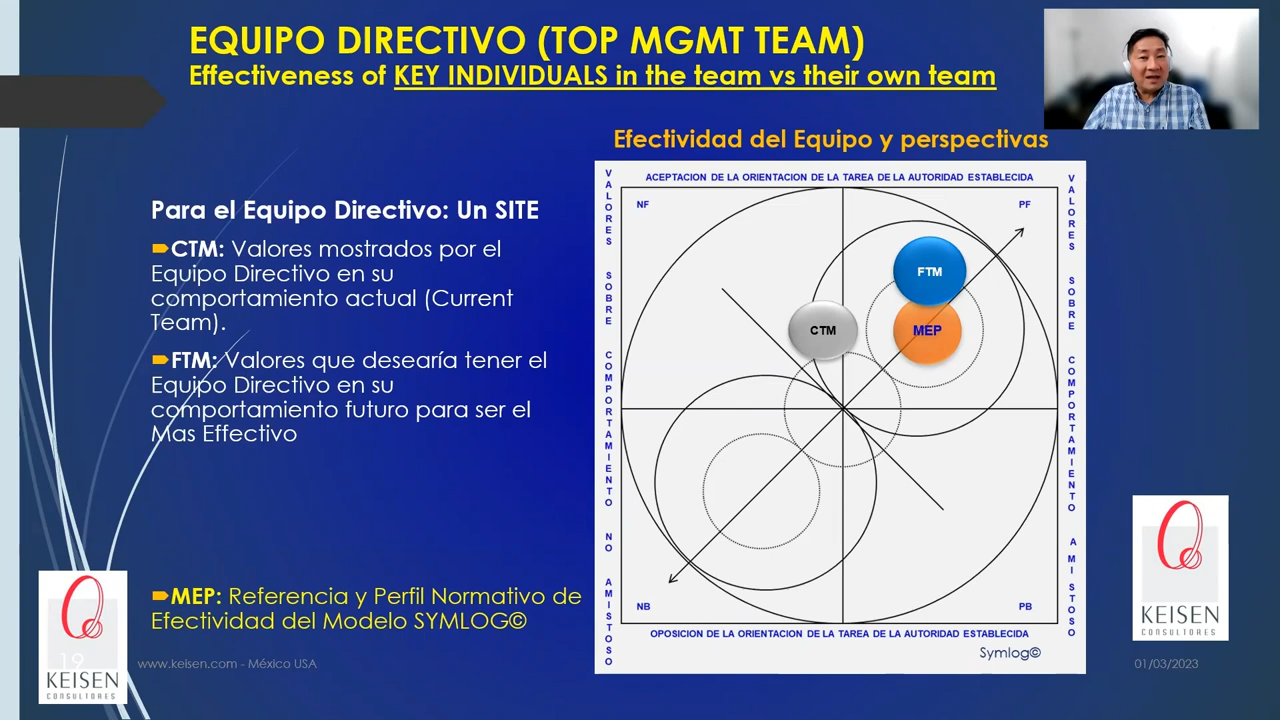 EQUIPO DIRECTIVO (TOP MGMT TEAM)
Effectiveness of KEY INDIVIDUALS in the team vs their own team
Efectividad del Equipo y perspectivas
Para el Equipo Directivo: Un SITE
CTM: Valores mostrados por el
Equipo Directivo en su
comportamiento actual (Current
Team).
FTM: Valores que desearía tener el
Equipo Directivo en su
comportamiento futuro para ser el
Mas Effectivo
MEP: Referencia y Perfil Normativo de
Efectividad del Modelo SYMLOG©
ACEPTACION DE LA ORIENTACION DE LA TAREA DE LA AUTORIDAD ESTABLECIDA
VALORES SOBRE COMPORTAMIENTO NO AMISTOSO
NF
PF
FTM
CTM
MEP
NB
PB
VALORES SOBRE COMPORTAMIENTO AMISTOSO
OPOSICION DE LA ORIENTACION DE LA TAREA DE LA AUTORIDAD ESTABLECIDA
Symlog©
KEISEN
CONSULTORES
19
KEISEN
CONSULTORES
www.keisen.com - México USA
01/03/2023